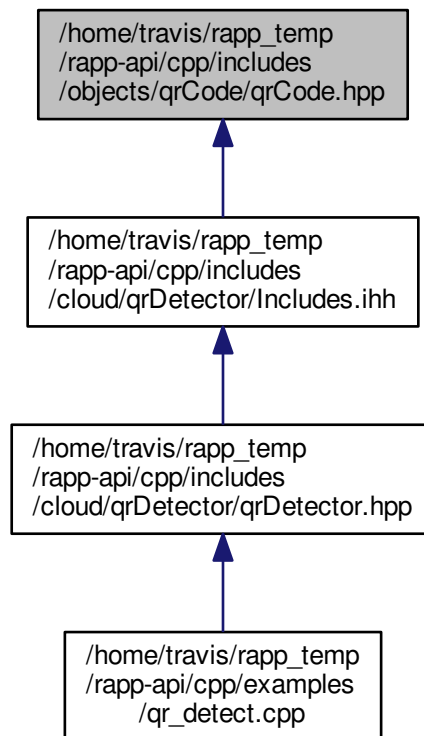 /home/travis/rapp_temp
/rapp-api/cpp/includes
/objects/qrCode/qrCode.hpp
/home/travis/rapp_temp
/rapp-api/cpp/includes
/cloud/qrDetector/Includes.ihh
/home/travis/rapp_temp
/rapp-api/cpp/includes
/cloud/qrDetector/qrDetector.hpp
/home/travis/rapp_temp
/rapp-api/cpp/examples
/qr_detect.cpp